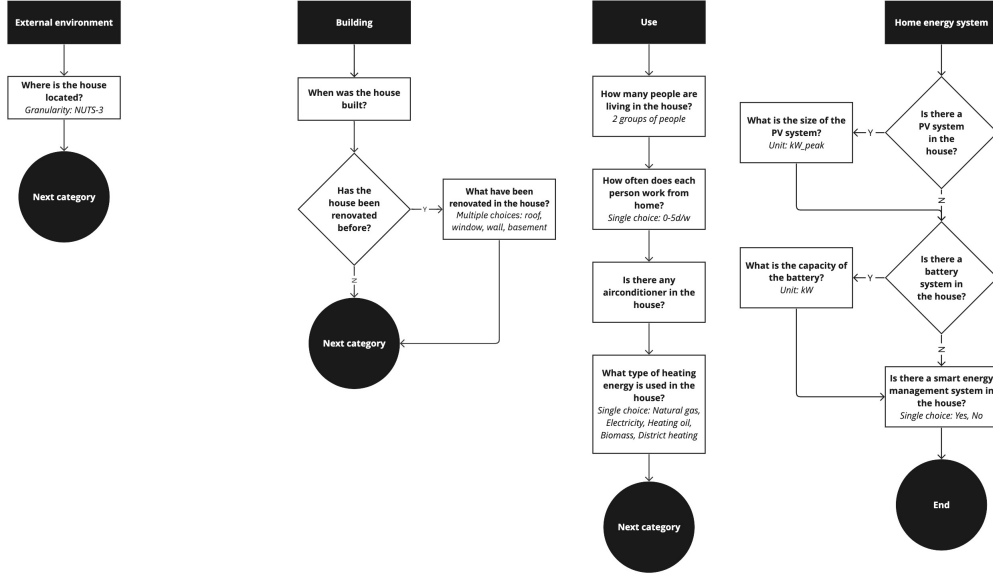 External environment
Where is the house
located?
Granularity: NUTS-3
Next category
Building
When was the house
built?
Has the
house been
renovated
before?
Y
What have been
renovated in the house?
Multiple choices: roof,
window, wall, basement
N
Next category
Use
How many people are
living in the house?
2 groups of people
How often does each
person work from
home?
Single choice: 0-5d/w
Is there any
airconditioner in the
house?
What type of heating
energy is used in the
house?
Single choice: Natural gas,
Electricity, Heating oil,
Biomass, District heating
Next category
Home energy system
Is there a
PV system
in the
house?
Y
What is the size of the
PV system?
Unit: kW_peak
N
Is there a
battery
system in
the house?
Y
What is the capacity of
the battery?
Unit: kW
N
Is there a smart energy
management system in
the house?
Single choice: Yes, No
End